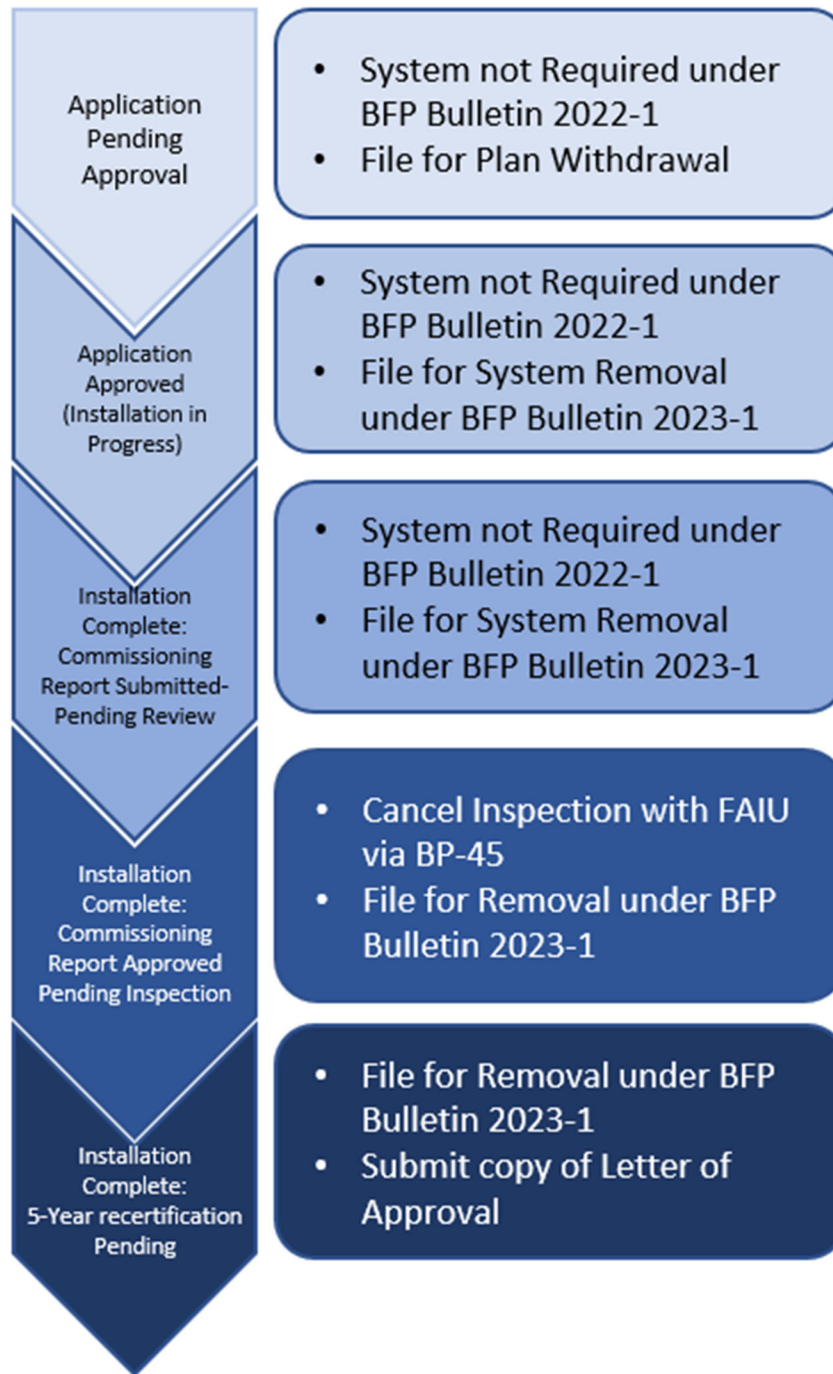 Application
Pending
Approval
• System not Required under
BFP Bulletin 2022-1
• File for Plan Withdrawal
Application
Approved
(Installation in
Progress)
• System not Required under
BFP Bulletin 2022-1
• File for System Removal
under BFP Bulletin 2023-1
Installation
Complete:
Commissioning
Report Submitted-
Pending Review
• System not Required under
BFP Bulletin 2022-1
• File for System Removal
under BFP Bulletin 2023-1
Installation
Complete:
Commissioning
Report Approved
Pending Inspection
• Cancel Inspection with FAIU
via BP-45
• File for Removal under BFP
Bulletin 2023-1
Installation
Complete:
5-Year recertification
Pending
• File for Removal under BFP
Bulletin 2023-1
• Submit copy of Letter of
Approval